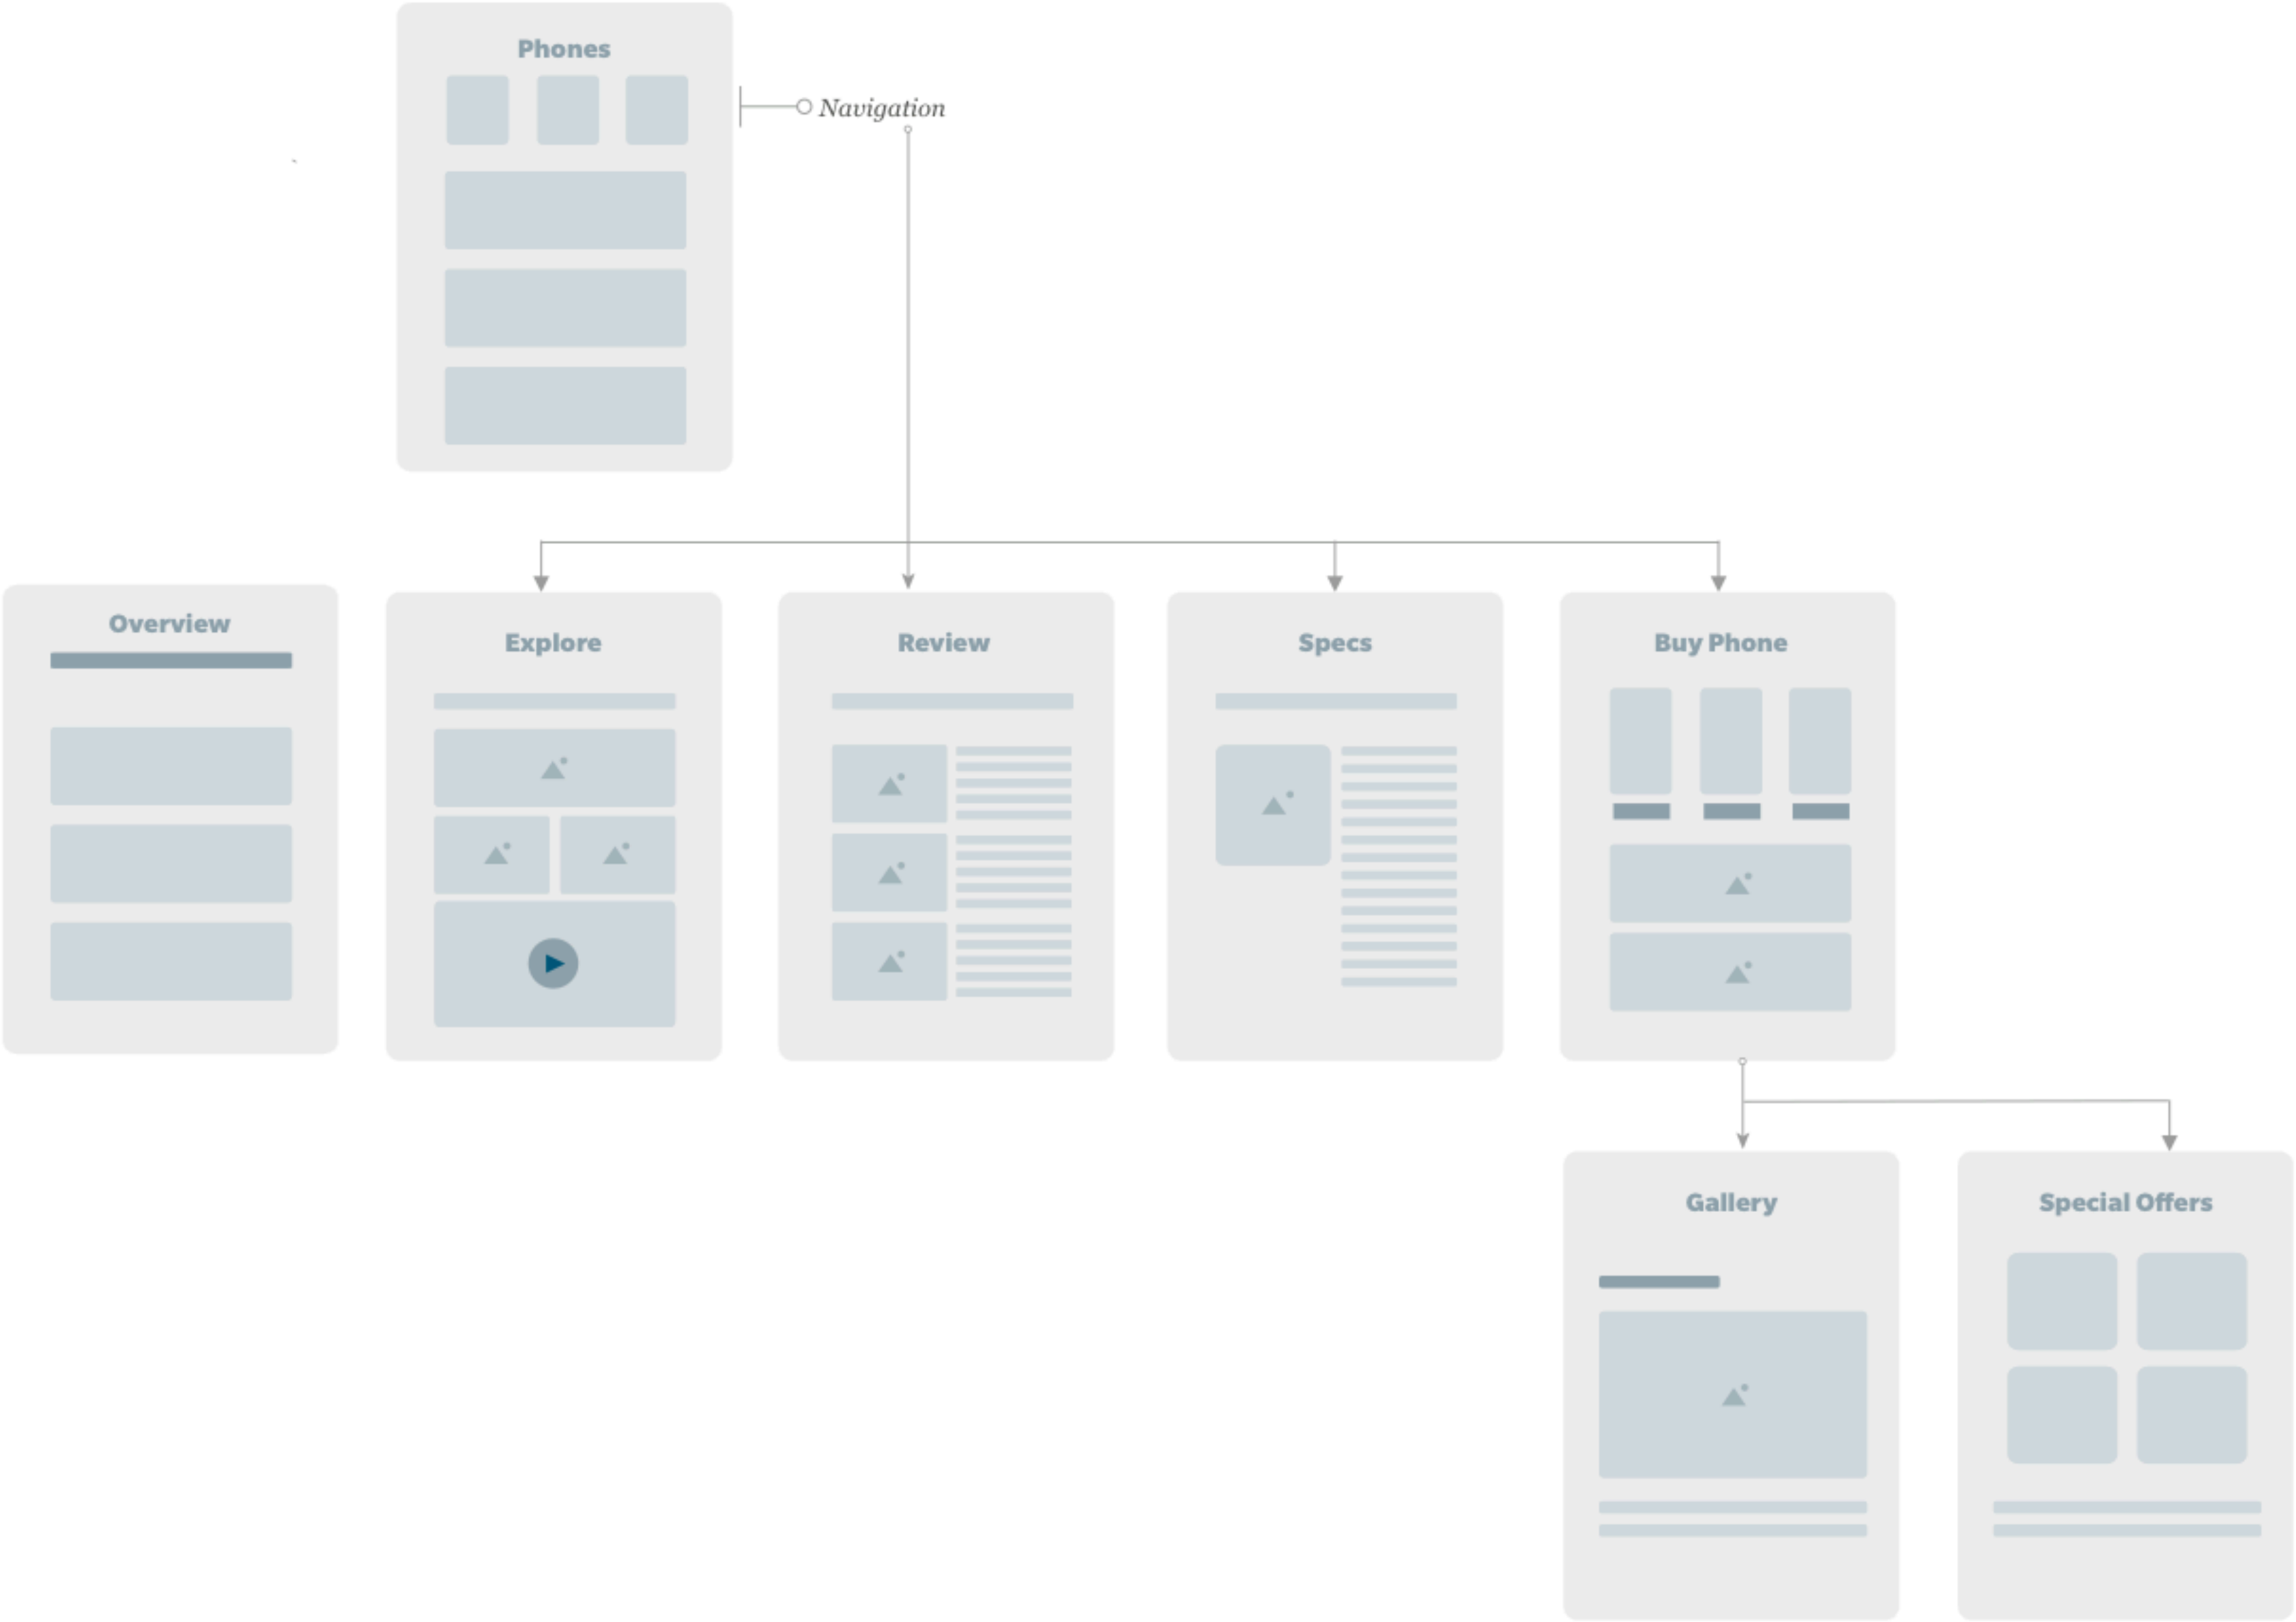 Phones
Navigation
Overview
Explore
Review
Specs
Buy Phone
Gallery
Special Offers